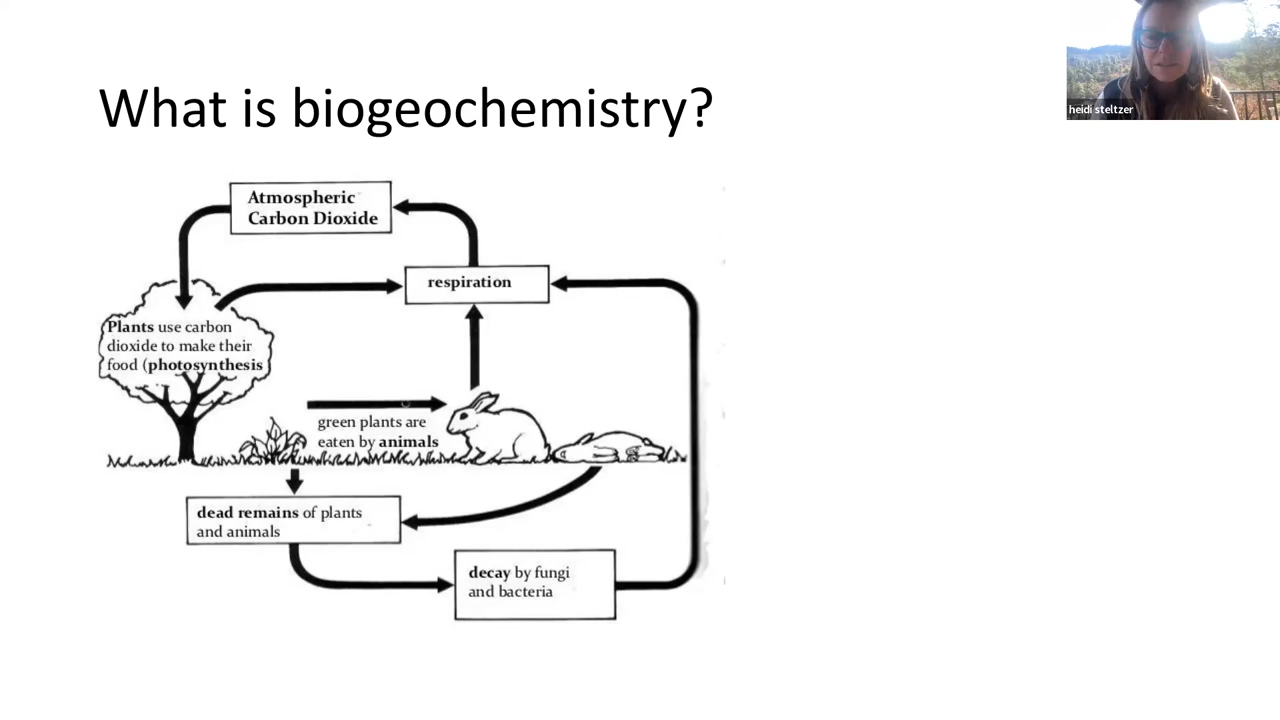 What is biogeochemistry?
heidi steltzer
Atmospheric
Carbon Dioxide
respiration
Plants use carbon
dioxide to make their
food (photosynthesis
green plants are
eaten by animals
dead remains of plants
and animals
decay by fungi
and bacteria